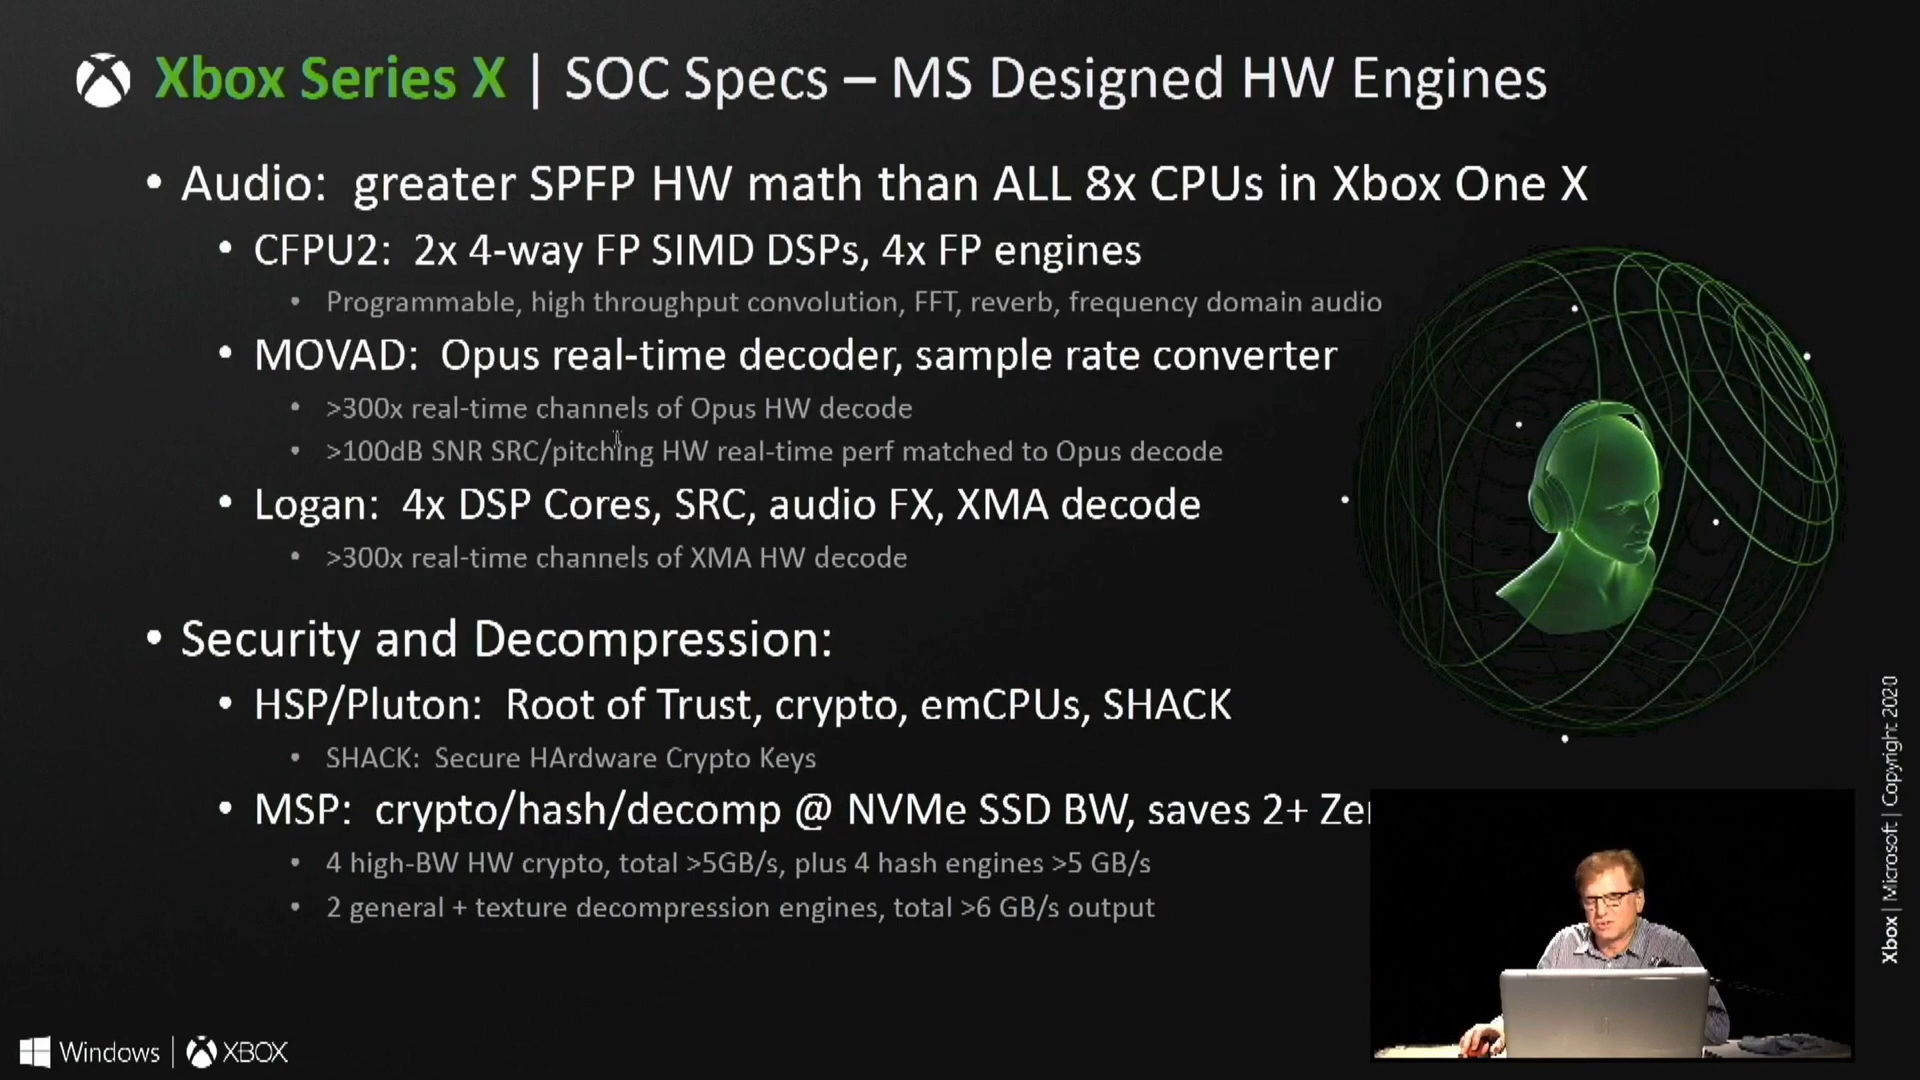 Xbox Series X | SOC Specs – MS Designed HW Engines
• Audio: greater SPFP HW math than ALL 8x CPUs in Xbox One X
• CFPU2: 2x 4-way FP SIMD DSPs, 4x FP engines
• Programmable, high throughput convolution, FFT, reverb, frequency domain audio
• MOVAD: Opus real-time decoder, sample rate converter
• >300x real-time channels of Opus HW decode
• >100dB SNR SRC/pitching HW real-time perf matched to Opus decode
• Logan: 4x DSP Cores, SRC, audio FX, XMA decode
• >300x real-time channels of XMA HW decode
• Security and Decompression:
• HSP/Pluton: Root of Trust, crypto, emCPUs, SHACK
• SHACK: Secure HArdware Crypto Keys
• MSP: crypto/hash/decomp @ NVMe SSD BW, saves 2+
• 4 high-BW HW crypto, total >5GB/s, plus 4 hash engines >5 GB/s
• 2 general + texture decompression engines, total >6 GB/s output
Xbox | Microsoft | Copyright 2020
Windows | XBOX